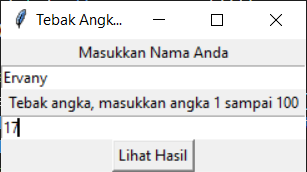 Tebak Angk...
Masukkan Nama Anda
Ervany
Tebak angka, masukkan angka 1 sampai 100
17
Lihat Hasil